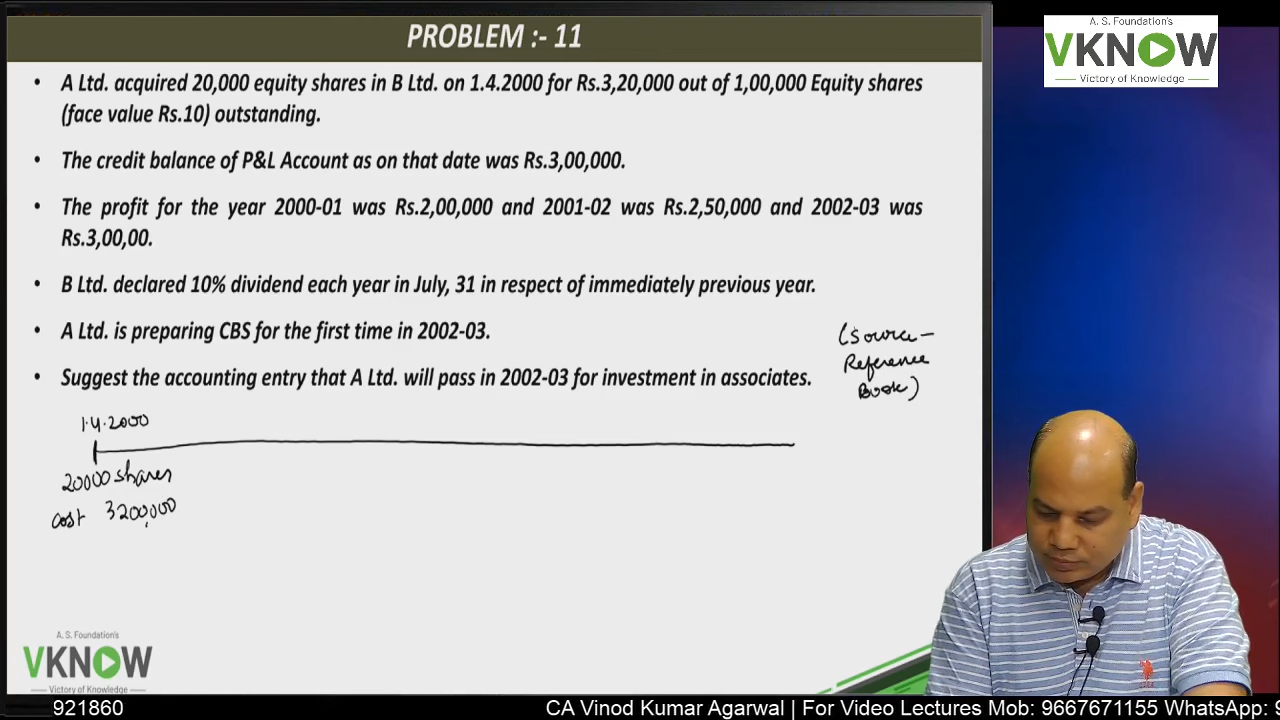 PROBLEM :- 11
A. S. Foundation's
VKNOW
Victory of Knowledge
• A Ltd. acquired 20,000 equity shares in B Ltd. on 1.4.2000 for Rs.3,20,000 out of 1,00,000 Equity shares
(face value Rs.10) outstanding.
• The credit balance of P&L Account as on that date was Rs.3,00,000.
• The profit for the year 2000-01 was Rs.2,00,000 and 2001-02 was Rs.2,50,000 and 2002-03 was
Rs.3,00,00.
• B Ltd. declared 10% dividend each year in July, 31 in respect of immediately previous year.
• A Ltd. is preparing CBS for the first time in 2002-03.
(Source-
Reference
Book)
• Suggest the accounting entry that A Ltd. will pass in 2002-03 for investment in associates.
1.4.2000
20000 shares
cost 3200,000
A. S. Foundation's
VKNOW
Victory of Knowledge
921860
CA Vinod Kumar Agarwal | For Video Lectures Mob: 9667671155 WhatsApp: 9